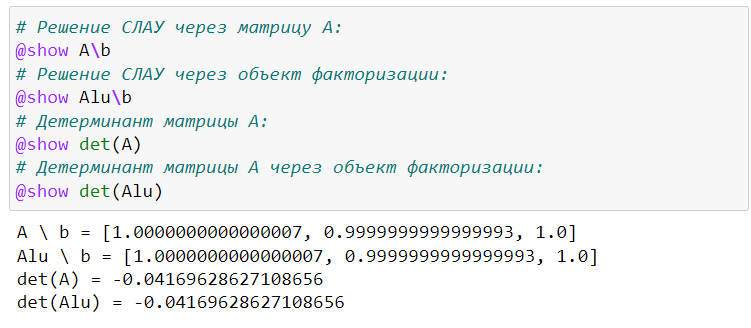 # Решение СЛАУ через матрицу A:
@show A\b
# Решение СЛАУ через объект факторизации:
@show Alu\b
# Детерминант матрицы A:
@show det(A)
# Детерминант матрицы A через объект факторизации:
@show det(Alu)
A \ b = [1.0000000000000007, 0.9999999999999993, 1.0]
Alu \ b = [1.0000000000000007, 0.9999999999999993, 1.0]
det(A) = -0.04169628627108656
det(Alu) = -0.04169628627108656